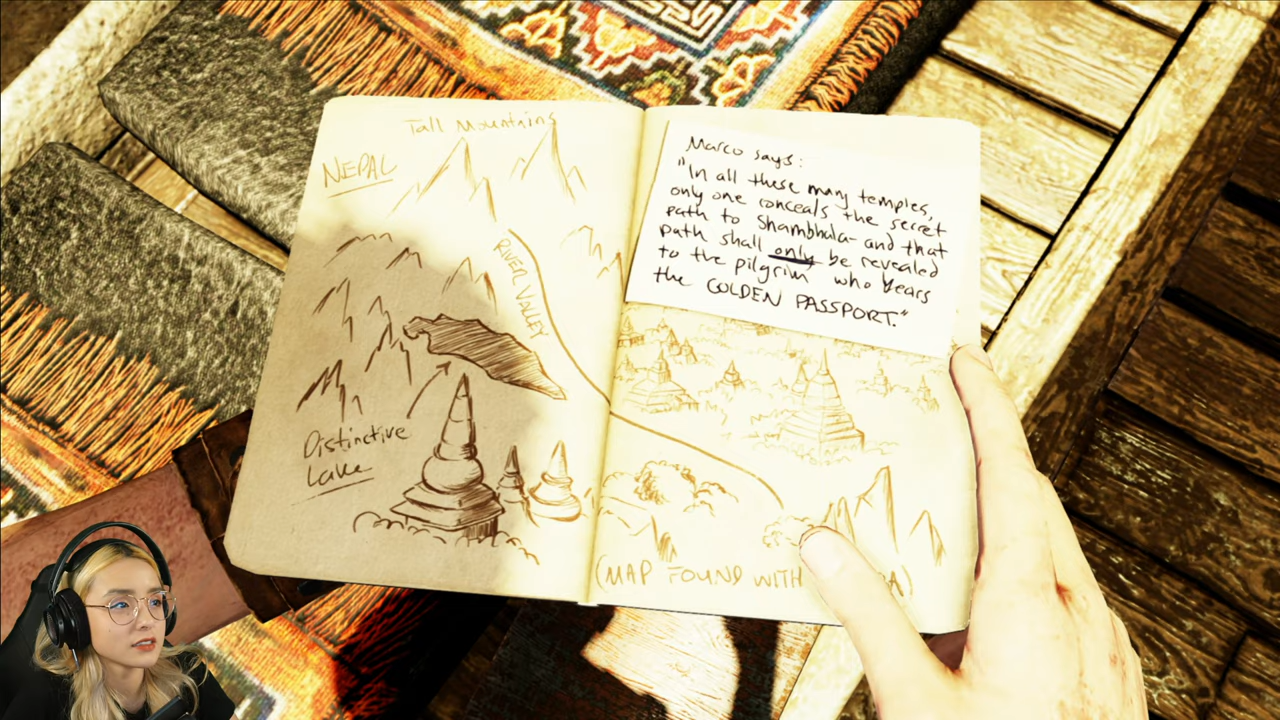 Tall Mountains
NEPAL
RIVER VALLEY
Distinctive
Lake
Marco says:
"In all these many temples,
only one conceals the secret
path to Shambhala- and that
path shall only be revealed
to the pilgrim who bears
the GOLDEN PASSPORT."
(MAP FOUND WITH